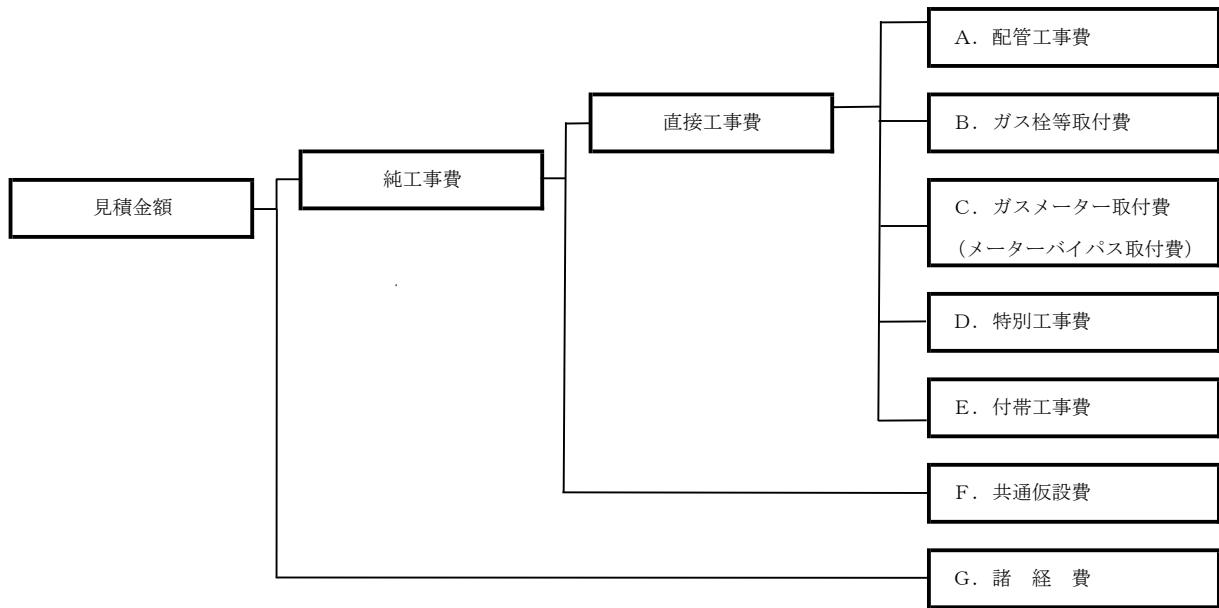 A. 配管工事費
B. ガス栓等取付費
直接工事費
純工事費
見積金額
C. ガスメーター取付費
(メーターバイパス取付費)
D. 特別工事費
E. 付帯工事費
F. 共通仮設費
G. 諸 経 費